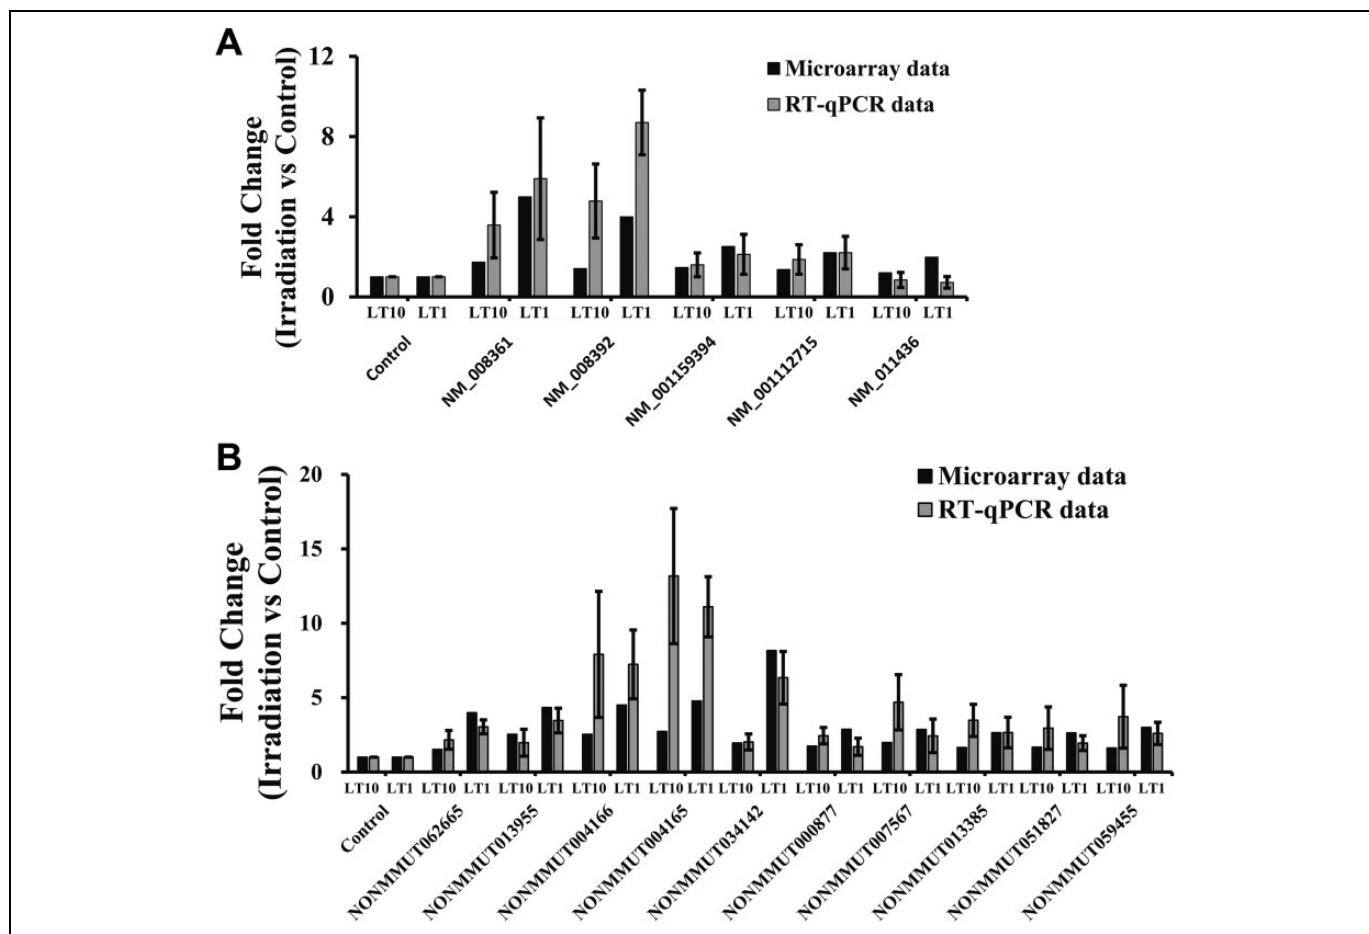 A
12
8
4
0
Fold Change
(Irradiation vs Control)
Microarray data
RT-qPCR data
LT10 LT1 LT10 LT1 LT10 LT1 LT10 LT1 LT10 LT1 LT10 LT1
Control NM_008361 NM_008392 NM_001159394 NM_001112715 NM_011436
B
20
15
10
5
0
Fold Change
(Irradiation vs Control)
Microarray data
RT-qPCR data
LT10 LT1 LT10 LT1 LT10 LT1 LT10 LT1 LT10 LT1 LT10 LT1 LT10 LT1 LT10 LT1 LT10 LT1 LT10 LT1 LT10 LT1
Control NONMMUT062665 NONMMUT013955 NONMMUT004166 NONMMUT004165 NONMMUT034142 NONMMUT000877 NONMMUT007567 NONMMUT013385 NONMMUT051827 NONMMUT059455